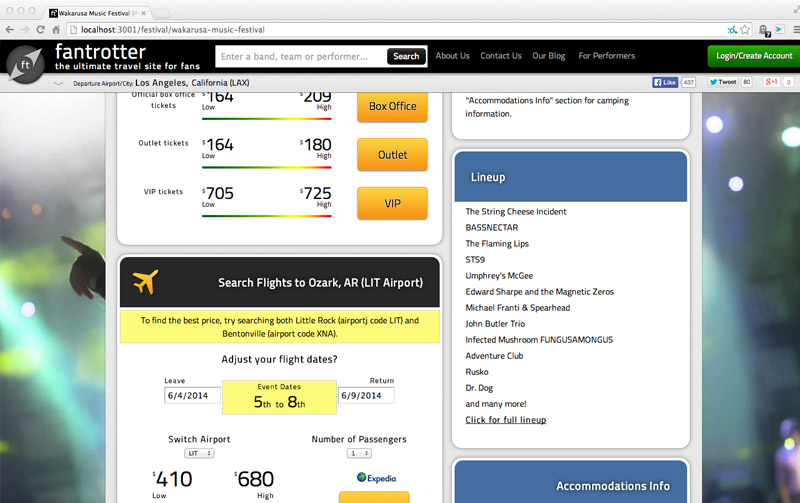 Wakarusa Music Festival
localhost:3001/festival/wakarusa-music-festival
ft
fantrotter
the ultimate travel site for fans
Enter a band, team or performer...
Search
About Us
Contact Us
Our Blog
For Performers
Login/Create Account
Departure Airport/City: Los Angeles, California (LAX)
Like
437
Tweet
80
+1
0
Official box office
tickets
$164
Low
$209
High
Box Office
Outlet tickets
$164
Low
$180
High
Outlet
VIP tickets
$705
Low
$725
High
VIP
Search Flights to Ozark, AR (LIT Airport)
To find the best price, try searching both Little Rock (airportj code LIT) and
Bentonville (airport code XNA).
Adjust your flight dates?
Leave
6/4/2014
Event Dates
5th to 8th
Return
6/9/2014
Switch Airport
LIT
Number of Passengers
1
$410
Low
$680
High
Expedia
"Accommodations Info" section for camping
information.
Lineup
The String Cheese Incident
BASSNECTAR
The Flaming Lips
STS9
Umphrey's McGee
Edward Sharpe and the Magnetic Zeros
Michael Franti & Spearhead
John Butler Trio
Infected Mushroom FUNGUSAMONGUS
Adventure Club
Rusko
Dr. Dog
and many more!
Click for full lineup
Accommodations Info